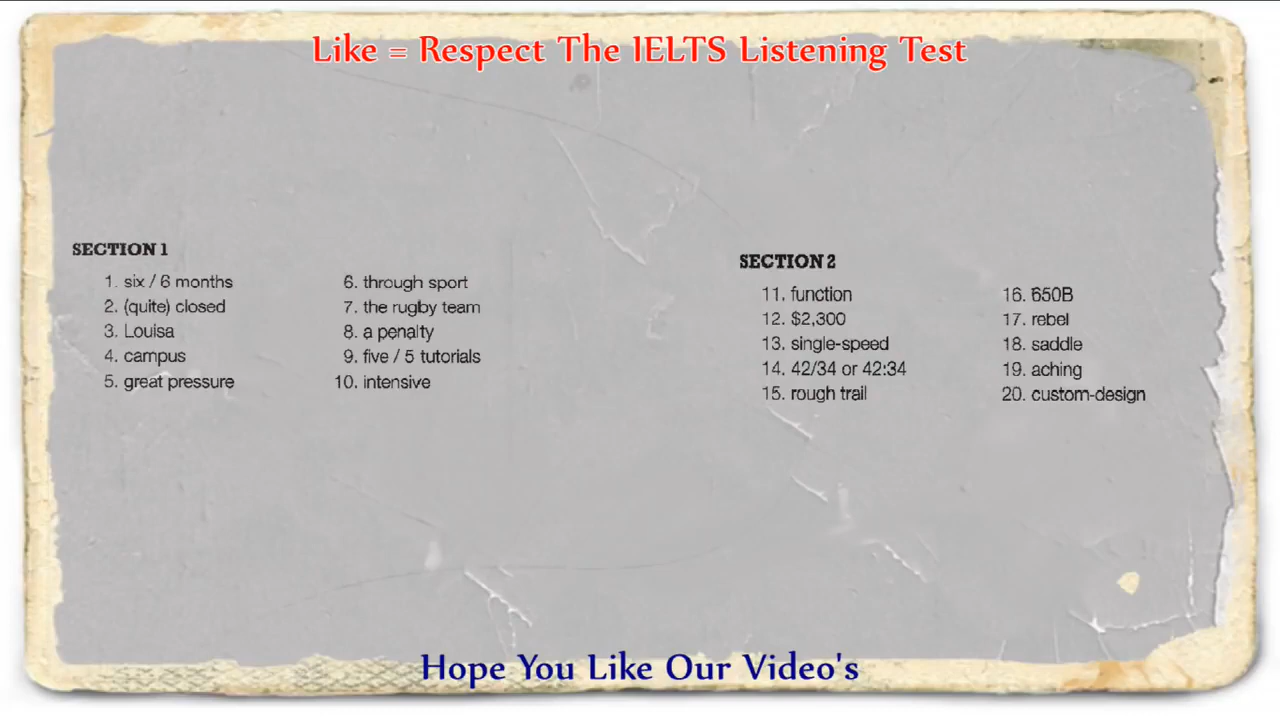 Like = Respect The IELTS Listening Test
SECTION 1
1. six / 6 months
2. (quite) closed
3. Louisa
4. campus
5. great pressure
6. through sport
7. the rugby team
8. a penalty
9. five / 5 tutorials
10. intensive
SECTION 2
11. function
12. $2,300
13. single-speed
14. 42/34 or 42:34
15. rough trail
16. 650B
17. rebel
18. saddle
19. aching
20. custom-design
Hope You Like Our Video's